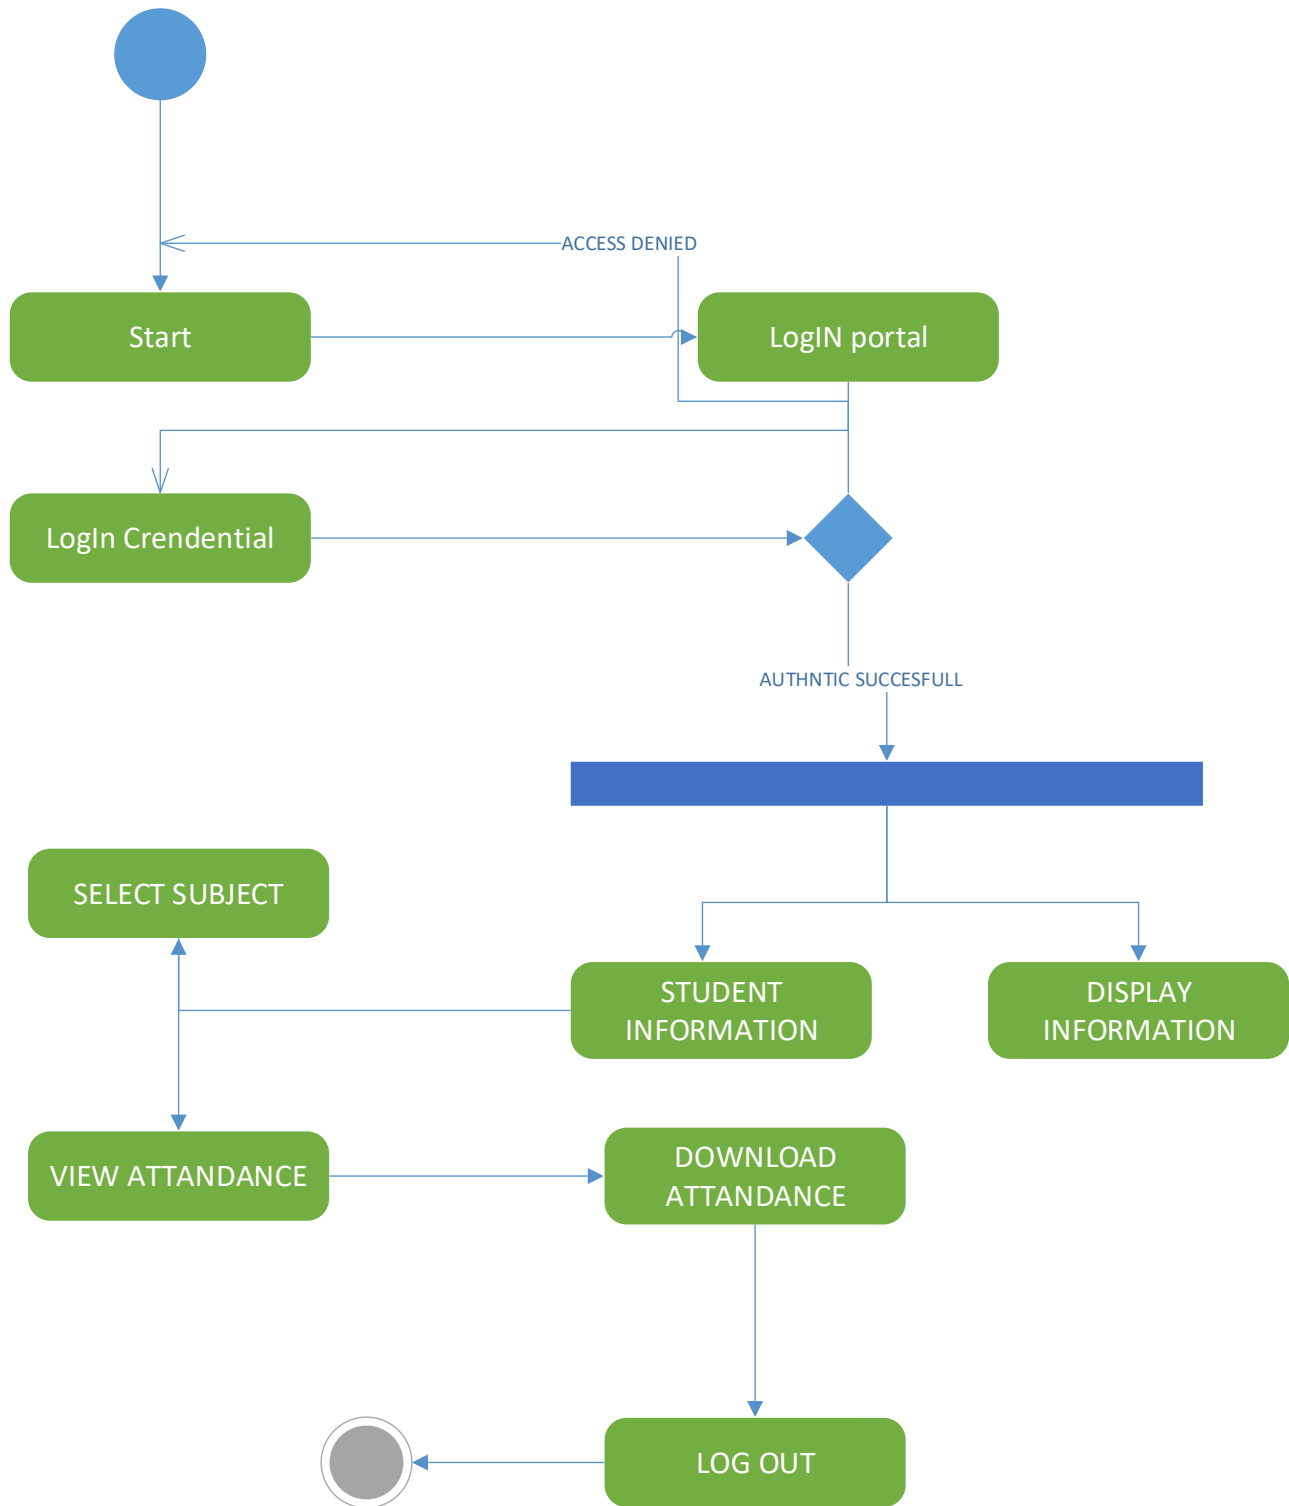 ACCESS DENIED
Start
LogIN portal
LogIn Crendential
AUTHNTIC SUCCESFULL
SELECT SUBJECT
STUDENT
INFORMATION
DISPLAY
INFORMATION
VIEW ATTANDANCE
DOWNLOAD
ATTANDANCE
LOG OUT